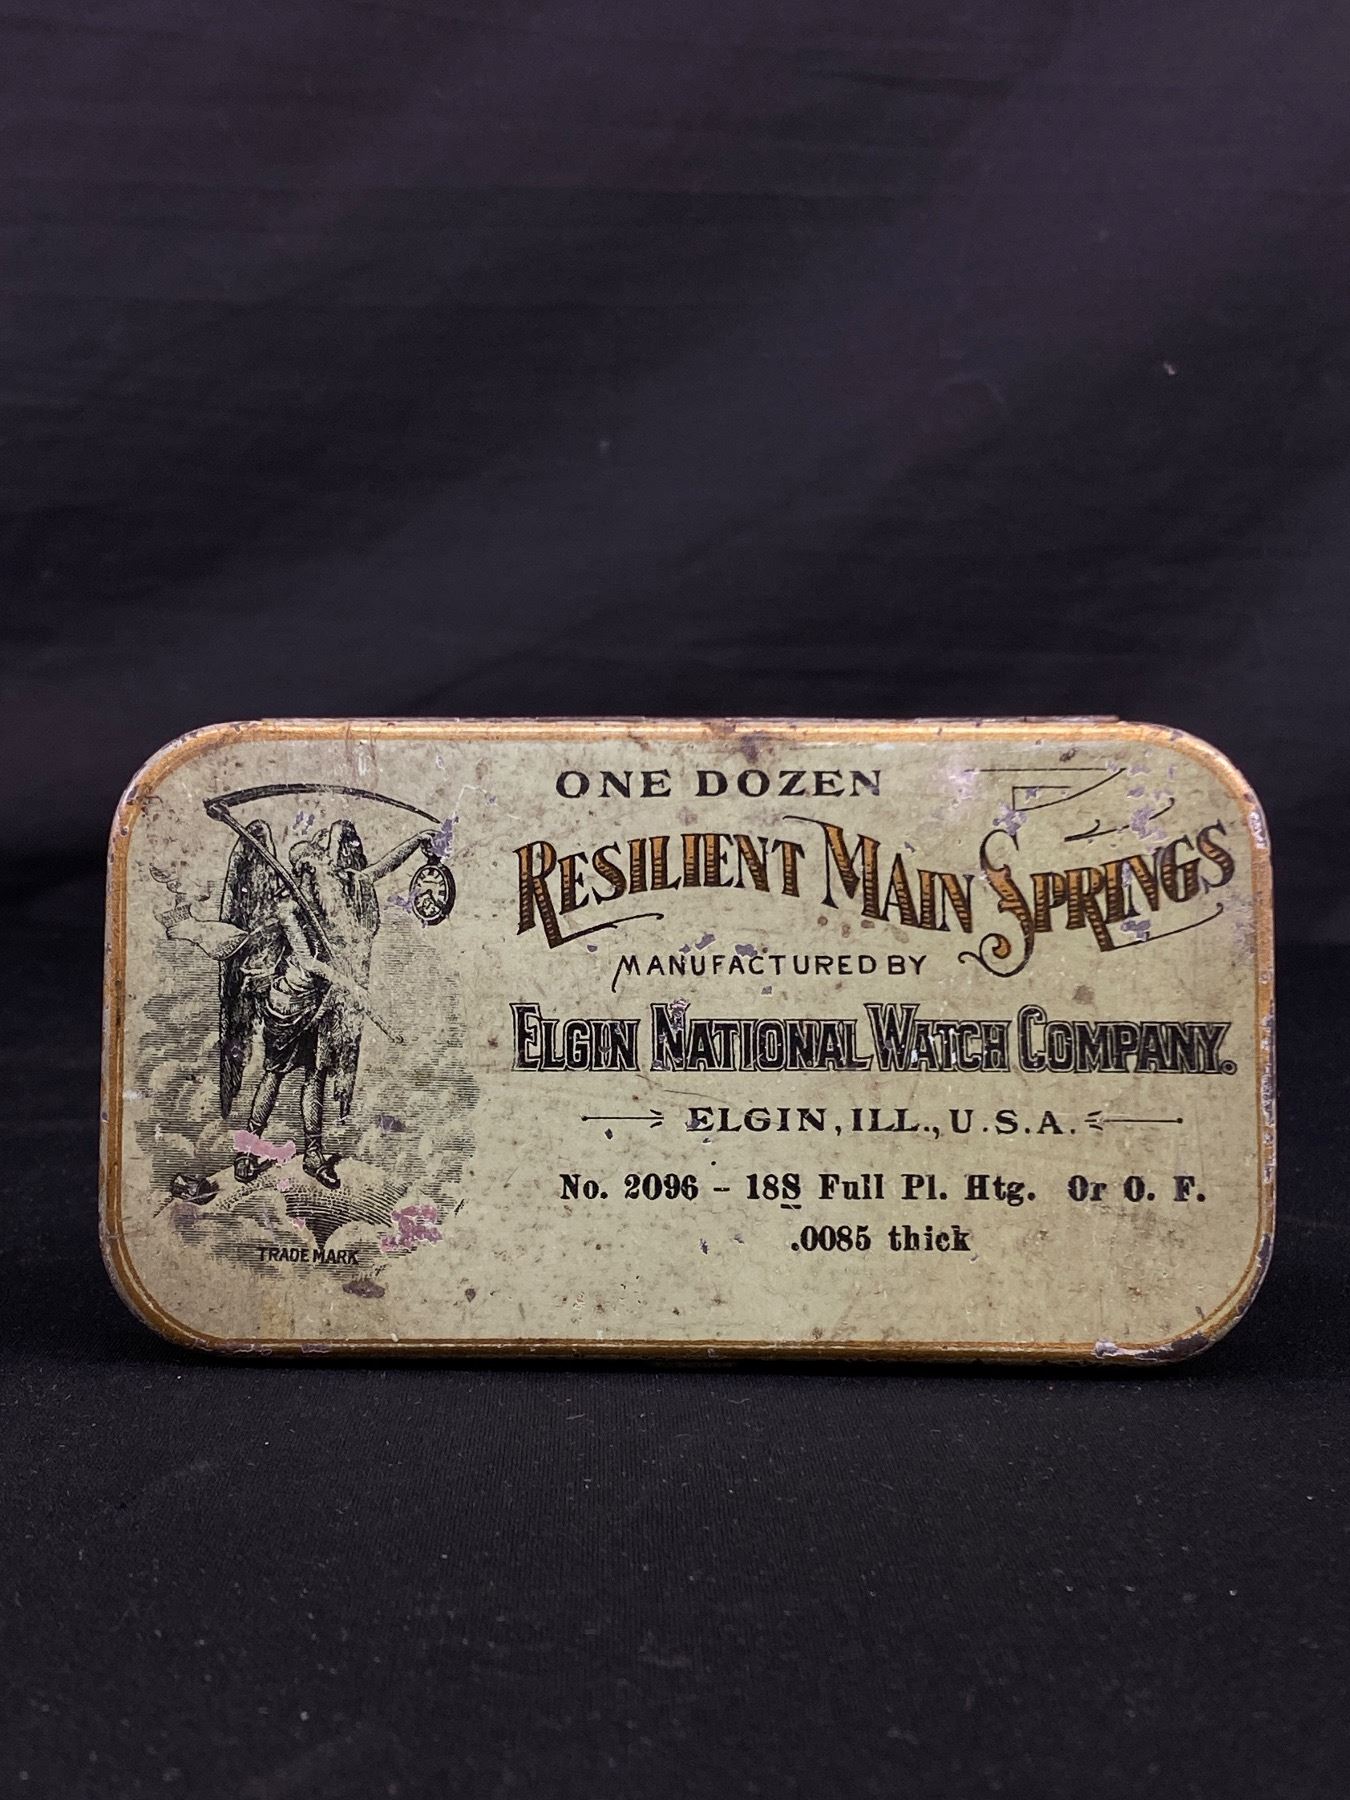 ONE DOZEN
RESILIENT MAIN SPRINGS
MANUFACTURED BY
ELGIN NATIONAL WATCH COMPANY.
ELGIN, ILL., U.S.A.
No. 2096 - 18S Full Pl. Htg. Or O. F.
.0085 thick
TRADE MARK